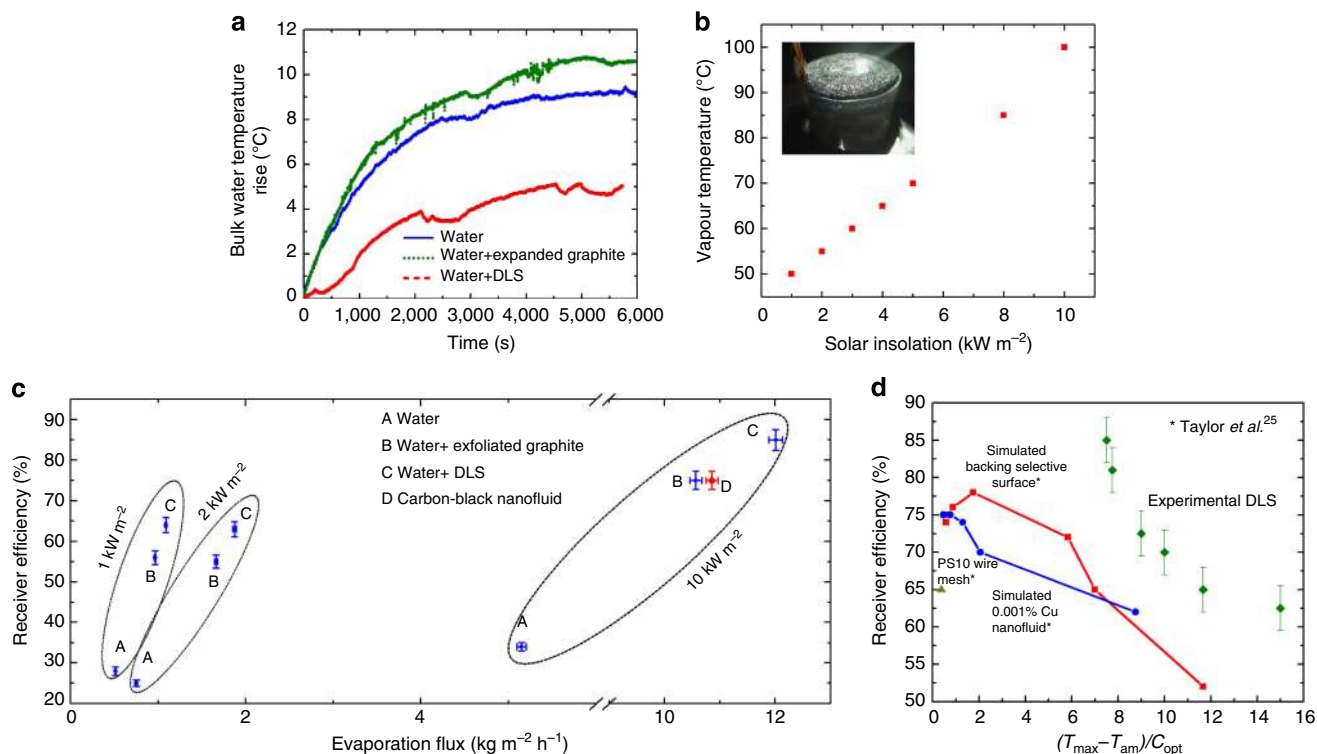 a
12
10
8
6
4
2
0
Bulk water temperature
rise (°C)
Water
Water+expanded graphite
Water+DLS
0
1,000
2,000
3,000
4,000
5,000
6,000
Time (s)
b
100
90
80
70
60
50
Vapour temperature (°C)
0
2
4
6
8
10
Solar insolation (kW m⁻²)
c
95
90
80
70
60
50
40
30
20
Receiver efficiency (%)
A Water
B Water+ exfoliated graphite
C Water+ DLS
D Carbon-black nanofluid
1 kW m⁻²
C
B
A
2 kW m⁻²
C
B
A
10 kW m⁻²
C
B
D
A
0
2
4
10
12
Evaporation flux (kg m⁻² h⁻¹)
d
90
85
80
75
70
65
60
55
50
Receiver efficiency (%)
* Taylor et al.²⁵
Simulated
backing selective
surface*
Experimental DLS
PS10 wire
mesh*
Simulated
0.001% Cu
nanofluid*
0
2
4
6
8
10
12
14
16
(Tmax–Tam)/Copt